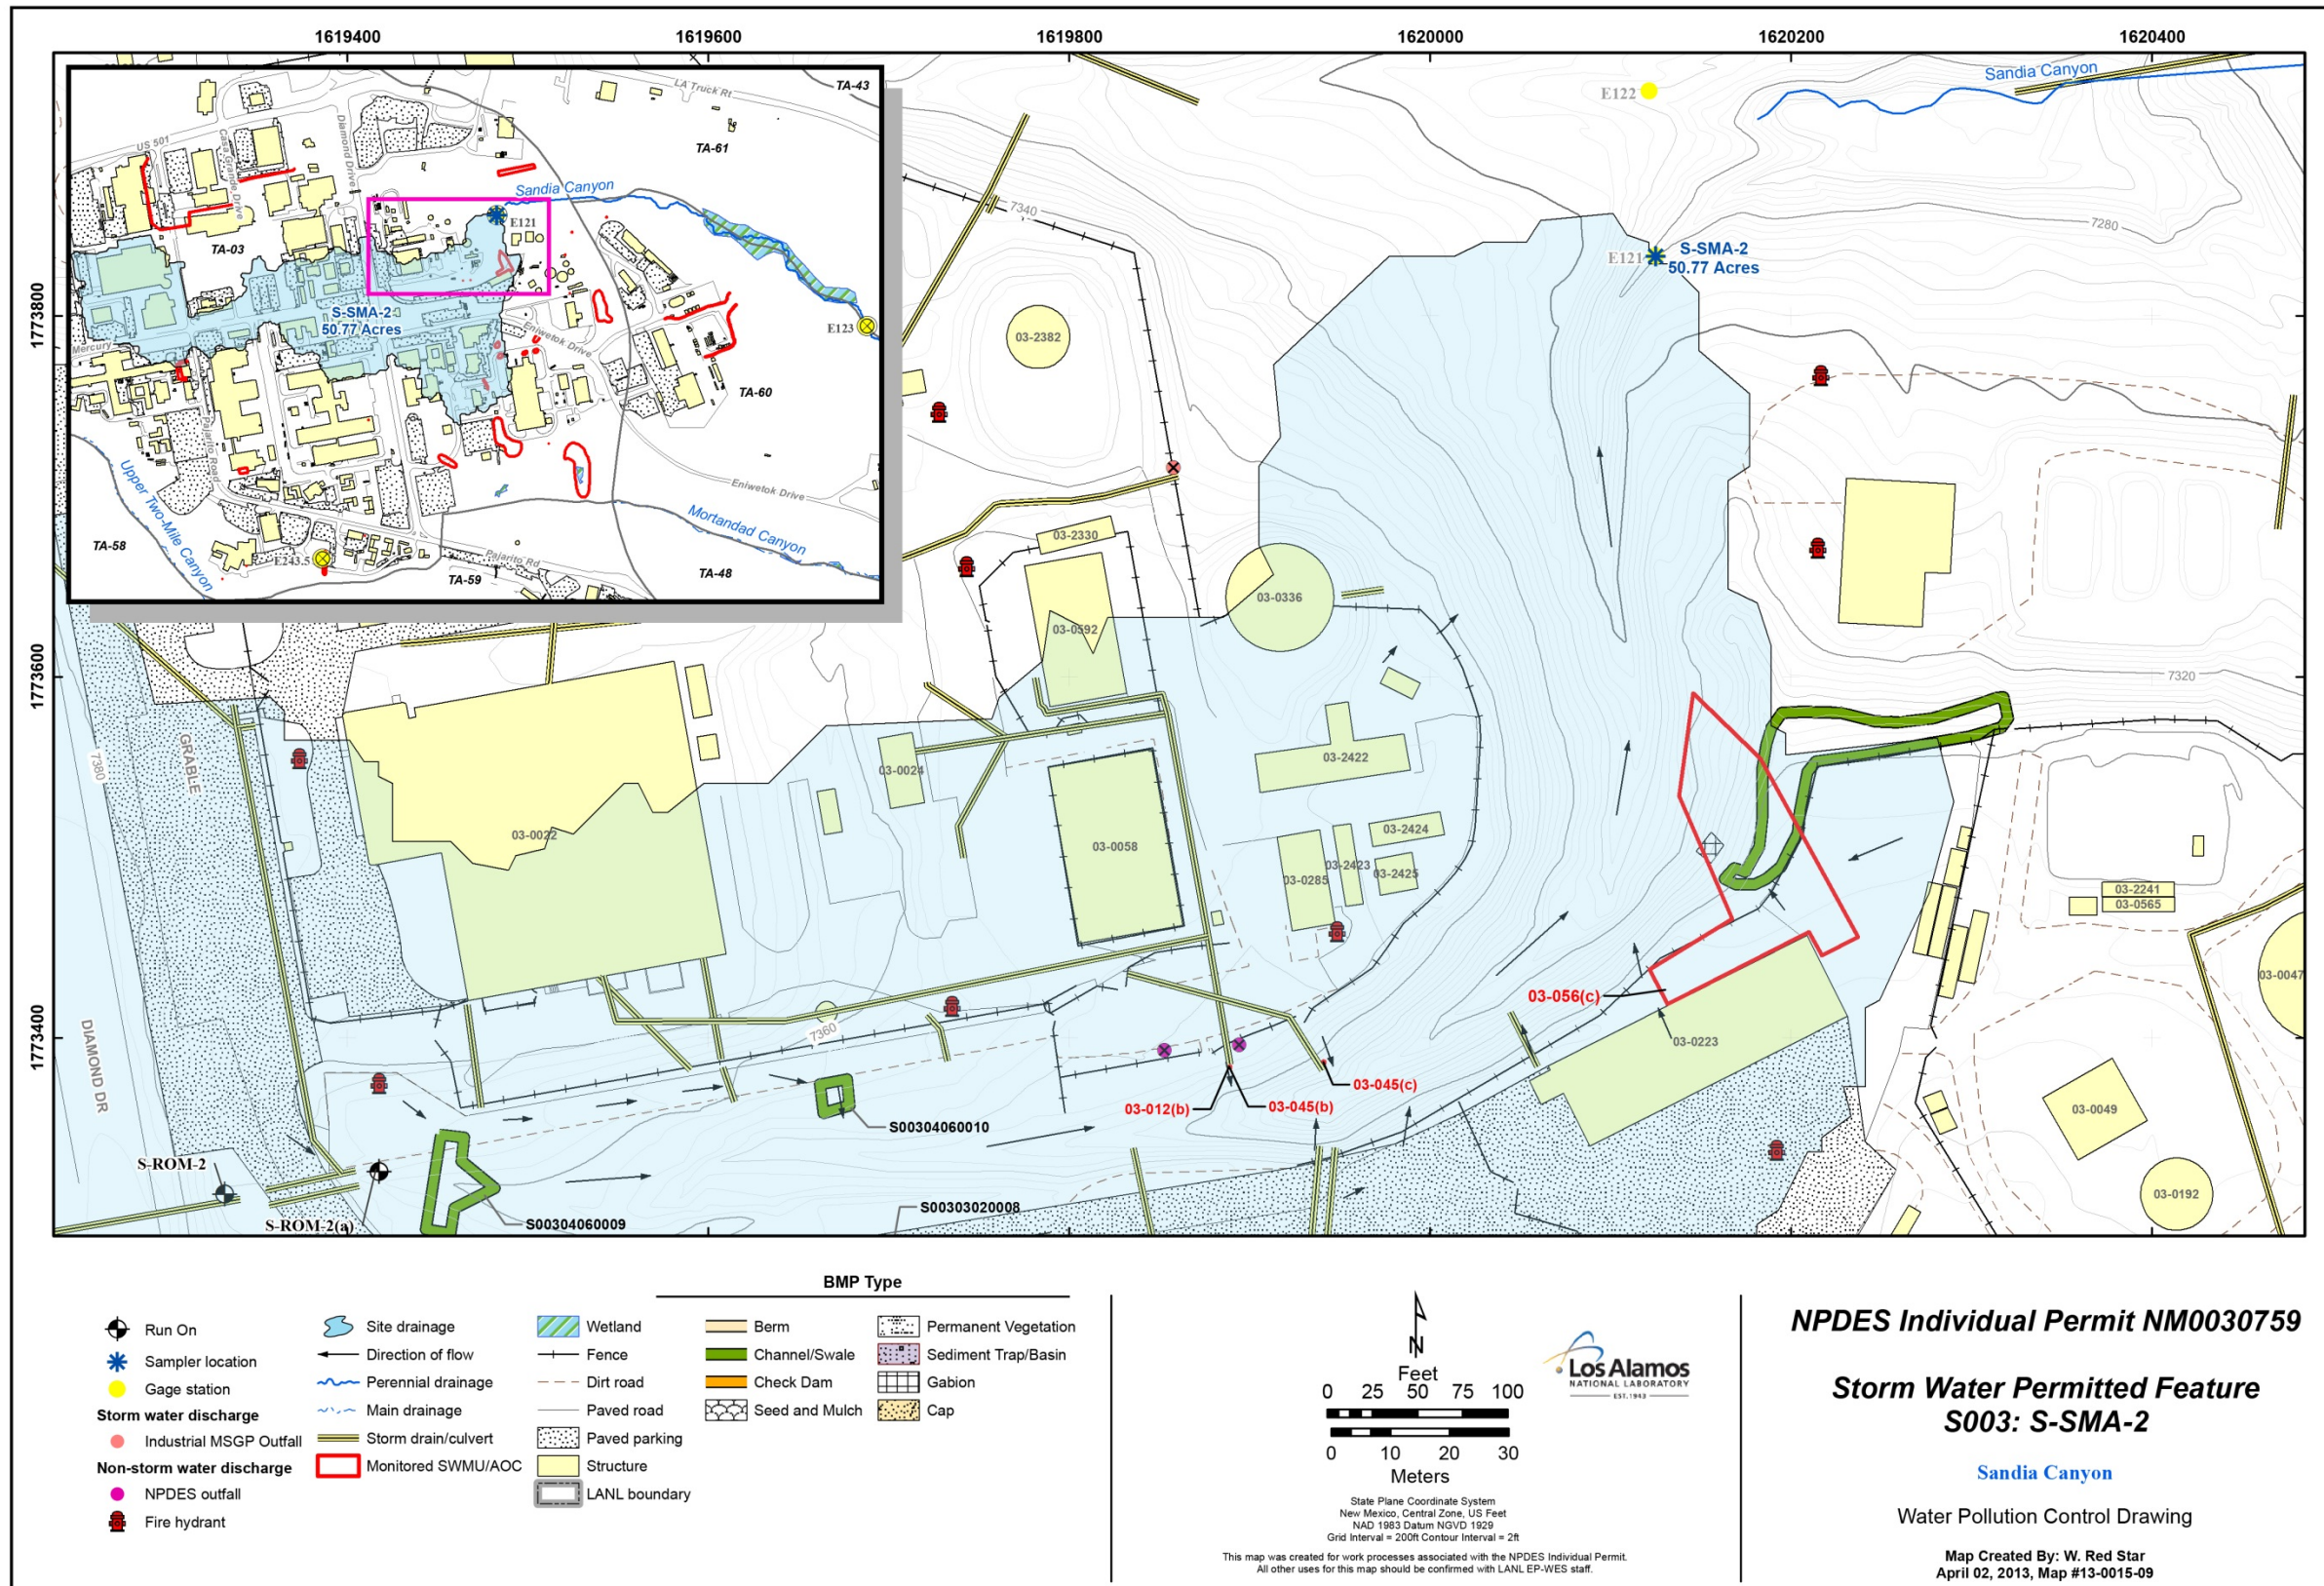 1619400
1619600
1619800
1620000
1620200
1620400
1773800
1773600
1773400
LA Truck Rt
TA-43
US 501
Casa Grande Drive
Diamond Drive
TA-61
Sandia Canyon
E121
TA-03
S-SMA-2
50.77 Acres
Mercury
Eniwetok Drive
E123
TA-60
Pajarito Road
Upper Two-Mile Canyon
Eniwetok Drive
Mortandad Canyon
TA-58
E243.5
Pajarito Rd
TA-59
TA-48
Sandia Canyon
E122
7340
7280
E121
S-SMA-2
50.77 Acres
03-2382
03-2330
03-0336
03-0592
7320
03-2422
03-0024
7380
GRABLE
03-0022
03-0058
03-2424
03-2423
03-2425
03-0285
03-2241
03-0565
03-0047
03-056(c)
7360
03-0223
DIAMOND DR
03-045(c)
03-012(b)
03-045(b)
03-0049
S00304060010
S-ROM-2
03-0192
S00303020008
S-ROM-2(a)
S00304060009
BMP Type
Run On
Sampler location
Gage station
Storm water discharge
Industrial MSGP Outfall
Non-storm water discharge
NPDES outfall
Fire hydrant
Site drainage
Direction of flow
Perennial drainage
Main drainage
Storm drain/culvert
Monitored SWMU/AOC
Wetland
Fence
Dirt road
Paved road
Paved parking
Structure
LANL boundary
Berm
Channel/Swale
Check Dam
Seed and Mulch
Permanent Vegetation
Sediment Trap/Basin
Gabion
Cap
N
Feet
0 25 50 75 100
0 10 20 30
Meters
State Plane Coordinate System
New Mexico, Central Zone, US Feet
NAD 1983 Datum NGVD 1929
Grid Interval = 200ft Contour Interval = 2ft
This map was created for work processes associated with the NPDES Individual Permit.
All other uses for this map should be confirmed with LANL EP-WES staff.
Los Alamos
NATIONAL LABORATORY
EST. 1943
NPDES Individual Permit NM0030759
Storm Water Permitted Feature
S003: S-SMA-2
Sandia Canyon
Water Pollution Control Drawing
Map Created By: W. Red Star
April 02, 2013, Map #13-0015-09